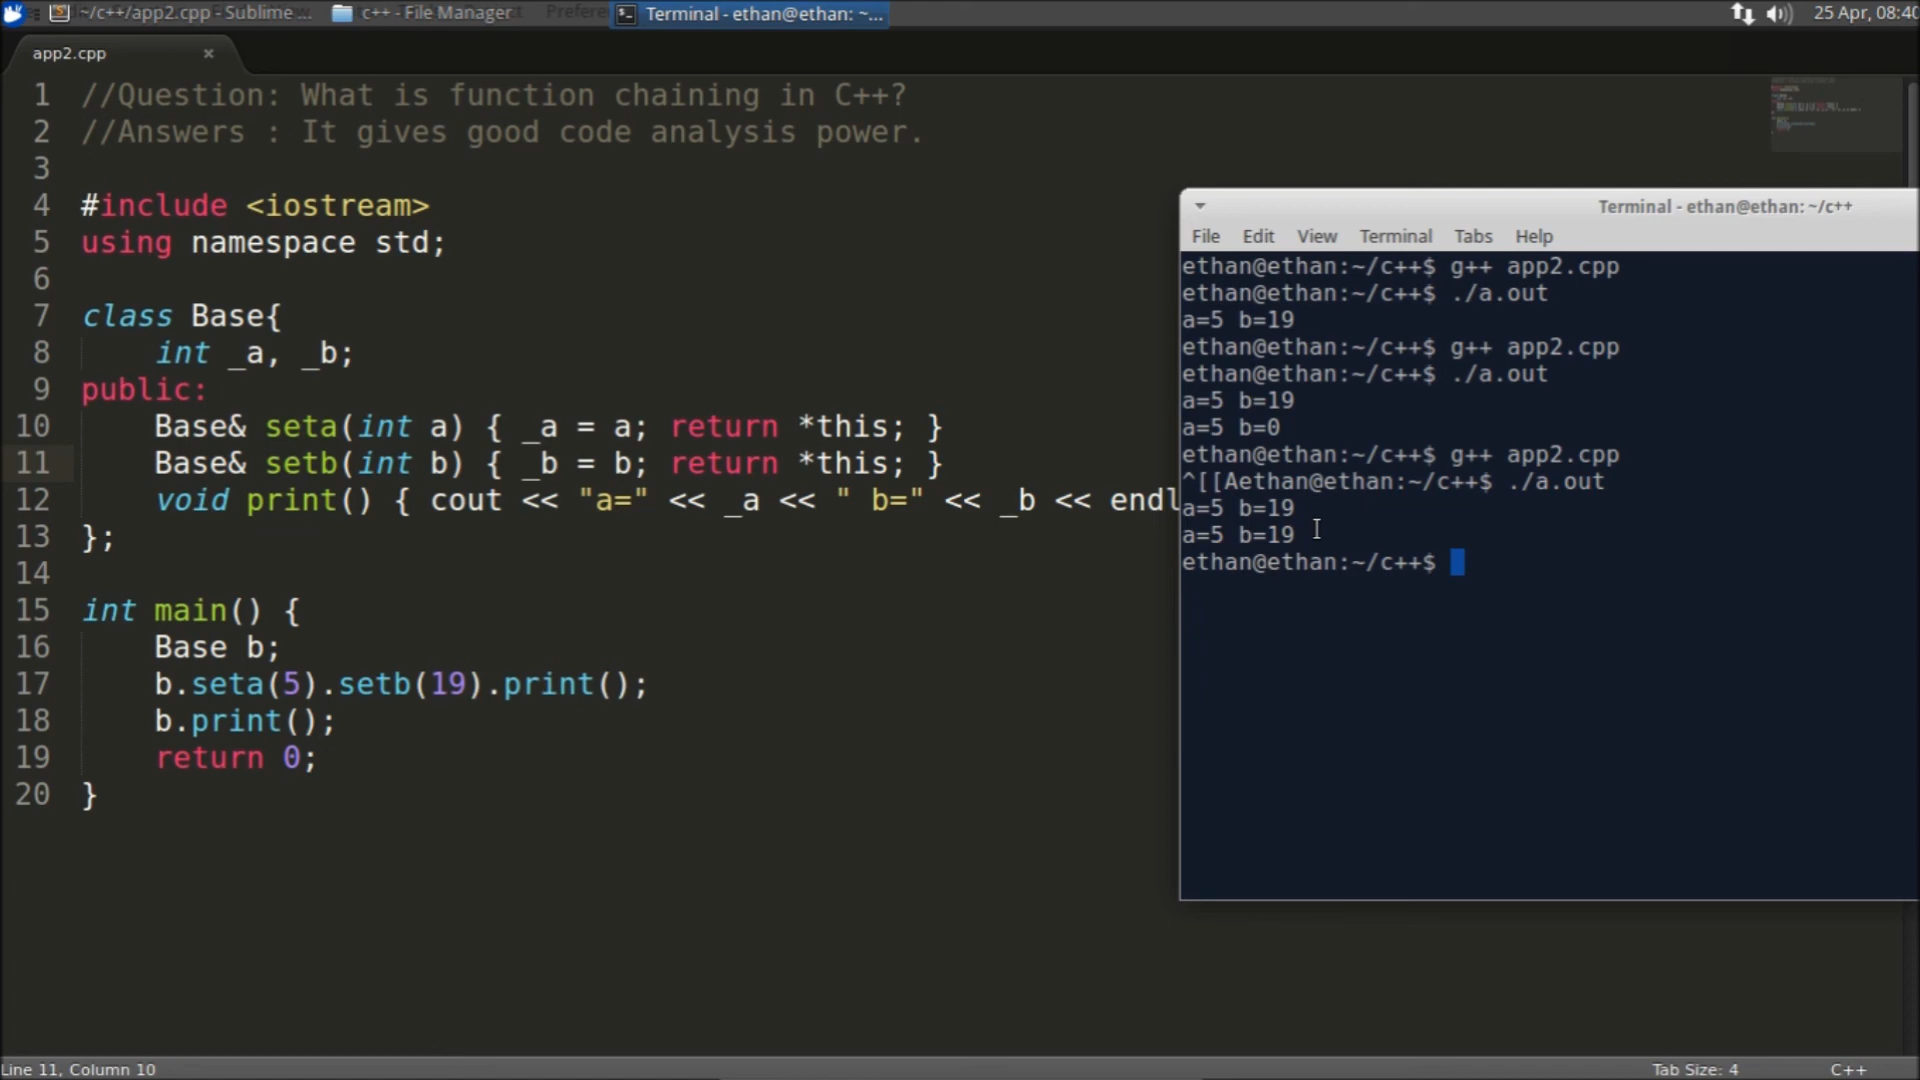 ~/c++/app2.cpp - Sublime ...
c++ - File Manager
Terminal - ethan@ethan: ~...
25 Apr, 08:40
app2.cpp ×
1 //Question: What is function chaining in C++?
2 //Answers : It gives good code analysis power.
3
4 #include <iostream>
5 using namespace std;
6
7 class Base{
8 int _a, _b;
9 public:
10 Base& seta(int a) { _a = a; return *this; }
11 Base& setb(int b) { _b = b; return *this; }
12 void print() { cout << "a=" << _a << " b=" << _b << endl
13 };
14
15 int main() {
16 Base b;
17 b.seta(5).setb(19).print();
18 b.print();
19 return 0;
20 }
Terminal - ethan@ethan: ~/c++
File Edit View Terminal Tabs Help
ethan@ethan:~/c++$ g++ app2.cpp
ethan@ethan:~/c++$ ./a.out
a=5 b=19
ethan@ethan:~/c++$ g++ app2.cpp
ethan@ethan:~/c++$ ./a.out
a=5 b=19
a=5 b=0
ethan@ethan:~/c++$ g++ app2.cpp
^[[Aethan@ethan:~/c++$ ./a.out
a=5 b=19
a=5 b=19
ethan@ethan:~/c++$
Line 11, Column 10
Tab Size: 4
C++